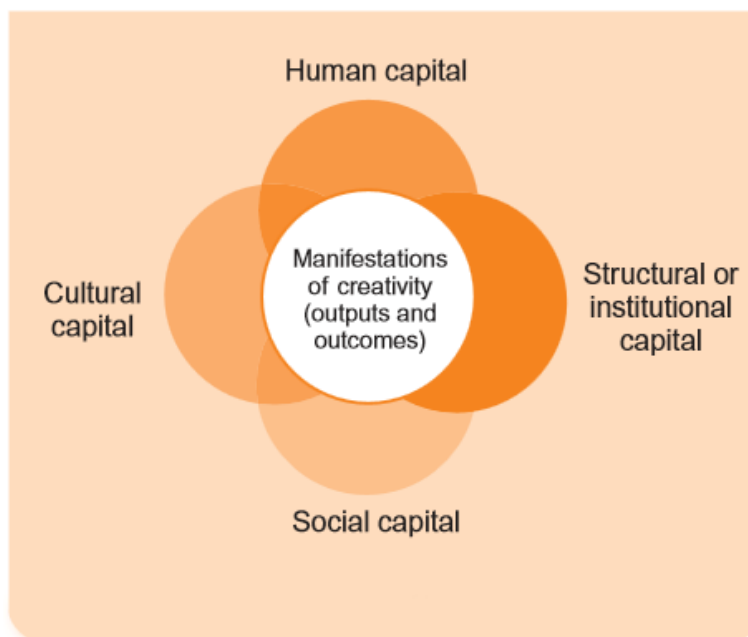 Human capital
Manifestations
of creativity
(outputs and
outcomes)
Cultural
capital
Structural or
institutional
capital
Social capital